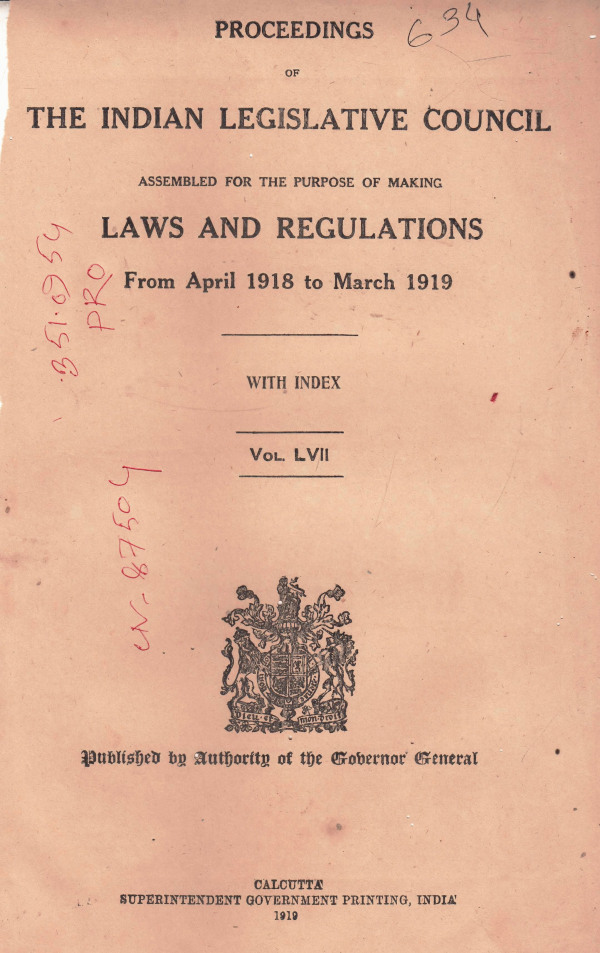 PROCEEDINGS
634
OF
THE INDIAN LEGISLATIVE COUNCIL
ASSEMBLED FOR THE PURPOSE OF MAKING
LAWS AND REGULATIONS
From April 1918 to March 1919
351.0954
PRO
WITH INDEX
VOL. LVII
87504
Dieu et mon Droit
Published by Authority of the Governor General
CALCUTTA
SUPERINTENDENT GOVERNMENT PRINTING, INDIA
1919